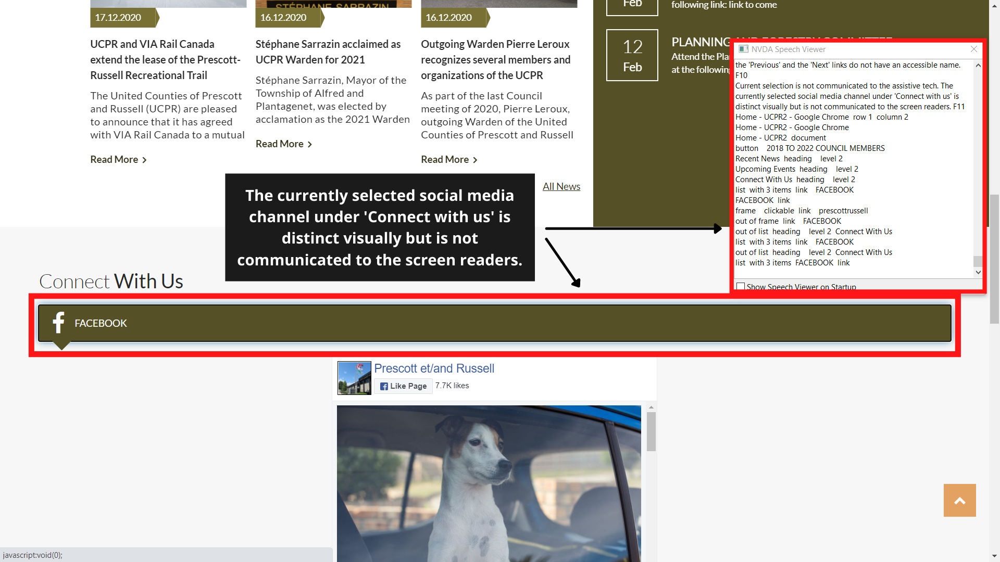 STÉPHANE SARRAZIN
17.12.2020
16.12.2020
16.12.2020
UCPR and VIA Rail Canada
extend the lease of the Prescott-
Russell Recreational Trail
The United Counties of Prescott
and Russell (UCPR) are pleased
to announce that it has agreed
with VIA Rail Canada to a mutual
Read More
Stéphane Sarrazin acclaimed as
UCPR Warden for 2021
Stéphane Sarrazin, Mayor of the
Township of Alfred and
Plantagenet, was elected by
acclamation as the 2021 Warden
Read More
Outgoing Warden Pierre Leroux
recognizes several members and
organizations of the UCPR
As part of the last Council
meeting of 2020, Pierre Leroux,
outgoing Warden of the United
Counties of Prescott and Russell
Read More
All News
Feb
following link: link to come
12
Feb
PLANNING AND FORESTRY COMMITTEE
Attend the Pla
at the following
NVDA Speech Viewer
the 'Previous' and the 'Next' links do not have an accessible name.
F10
Current selection is not communicated to the assistive tech. The
currently selected social media channel under 'Connect with us' is
distinct visually but is not communicated to the screen readers. F11
Home - UCPR2 - Google Chrome row 1 column 2
Home - UCPR2 - Google Chrome
Home - UCPR2 document
button 2018 TO 2022 COUNCIL MEMBERS
Recent News heading level 2
Upcoming Events heading level 2
Connect With Us heading level 2
list with 3 items link FACEBOOK
FACEBOOK link
frame clickable link prescottrussell
out of frame link FACEBOOK
out of list heading level 2 Connect With Us
list with 3 items link FACEBOOK
out of list heading level 2 Connect With Us
list with 3 items FACEBOOK link
Show Speech Viewer on Startup
The currently selected social media
channel under 'Connect with us' is
distinct visually but is not
communicated to the screen readers.
Connect With Us
FACEBOOK
Prescott et/and Russell
Like Page 7.7K likes
javascript:void(0);